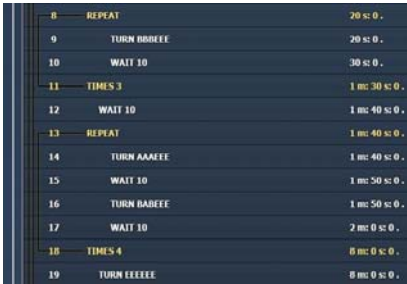 8 REPEAT 20 s: 0 .
9 TURN BBBEEE 20 s: 0 .
10 WAIT 10 30 s: 0 .
11 TIMES 3 1 m: 30 s: 0 .
12 WAIT 10 1 m: 40 s: 0 .
13 REPEAT 1 m: 40 s: 0 .
14 TURN AAAEEE 1 m: 40 s: 0 .
15 WAIT 10 1 m: 50 s: 0 .
16 TURN BABEEE 1 m: 50 s: 0 .
17 WAIT 10 2 m: 0 s: 0 .
18 TIMES 4 8 m: 0 s: 0 .
19 TURN EEEEEE 8 m: 0 s: 0 .